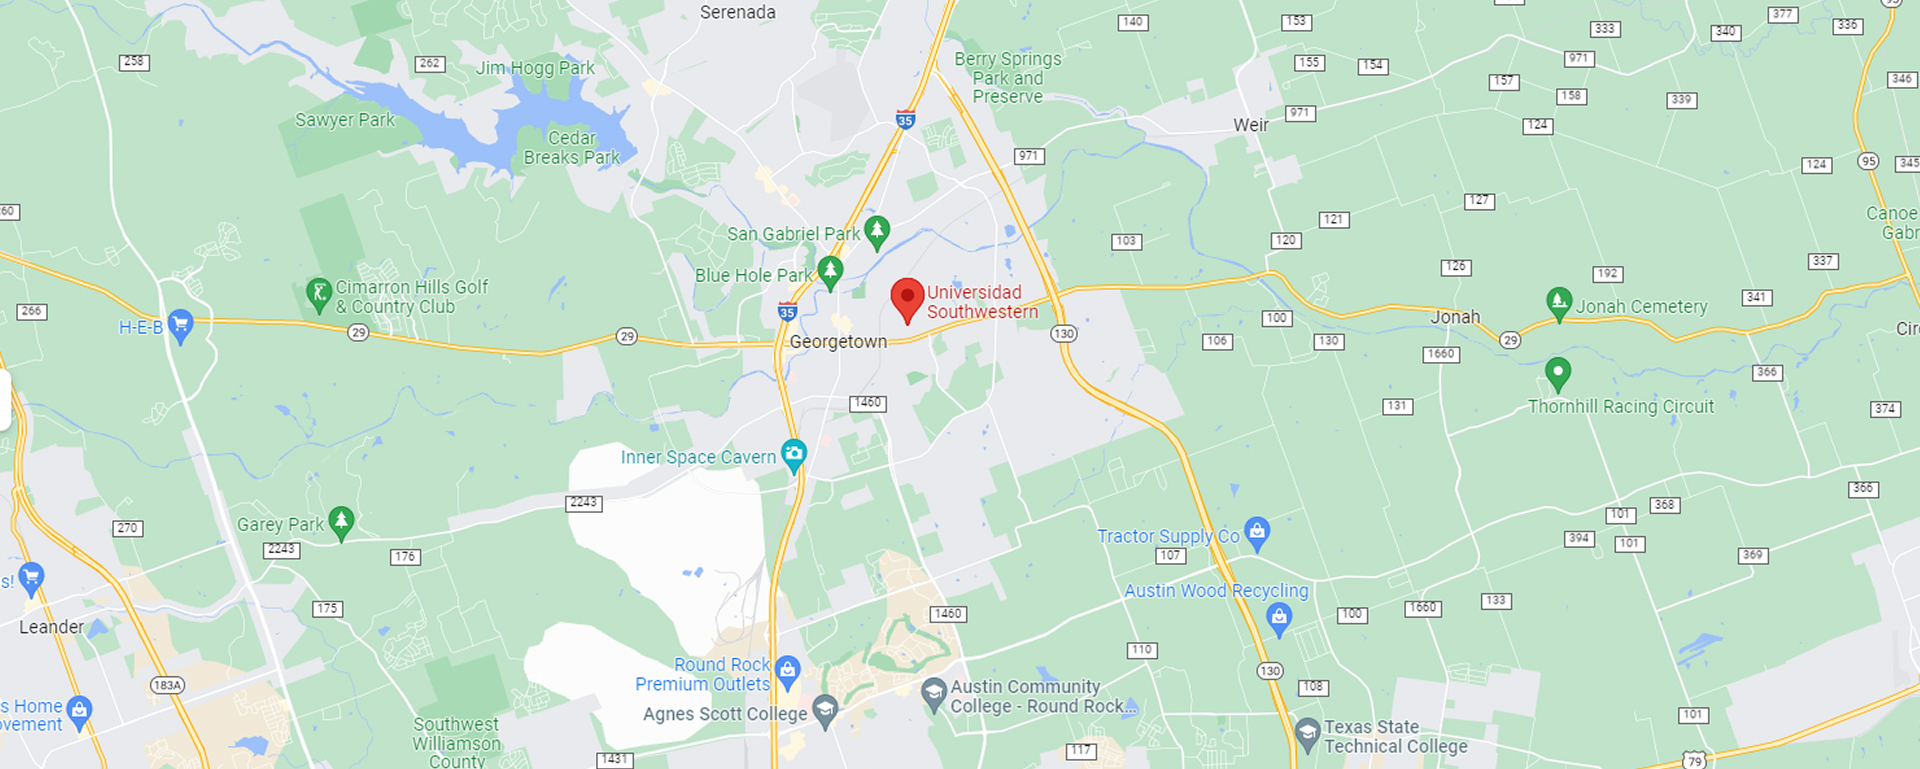 Serenada
140
153
333
377
340
336
95
258
262
Jim Hogg Park
Berry Springs
Park and
Preserve
155
154
971
157
158
339
346
Sawyer Park
35
Weir
971
124
Cedar
Breaks Park
971
124
95
345
127
60
San Gabriel Park
103
121
120
Canoe
Gabr
Blue Hole Park
126
192
337
Cimarron Hills Golf
& Country Club
Universidad
Southwestern
341
Jonah Cemetery
266
H-E-B
29
29
35
Georgetown
130
100
106
130
Jonah
1660
29
Circ
366
131
Thornhill Racing Circuit
374
1460
Inner Space Cavern
2243
366
368
101
Garey Park
270
2243
176
Tractor Supply Co
107
394
101
369
s!
Austin Wood Recycling
175
Leander
1460
100
1660
133
110
183A
Round Rock
Premium Outlets
130
108
s Home
ovement
Agnes Scott College
Austin Community
College - Round Rock...
101
Southwest
Williamson
County
Texas State
Technical College
1431
117
79